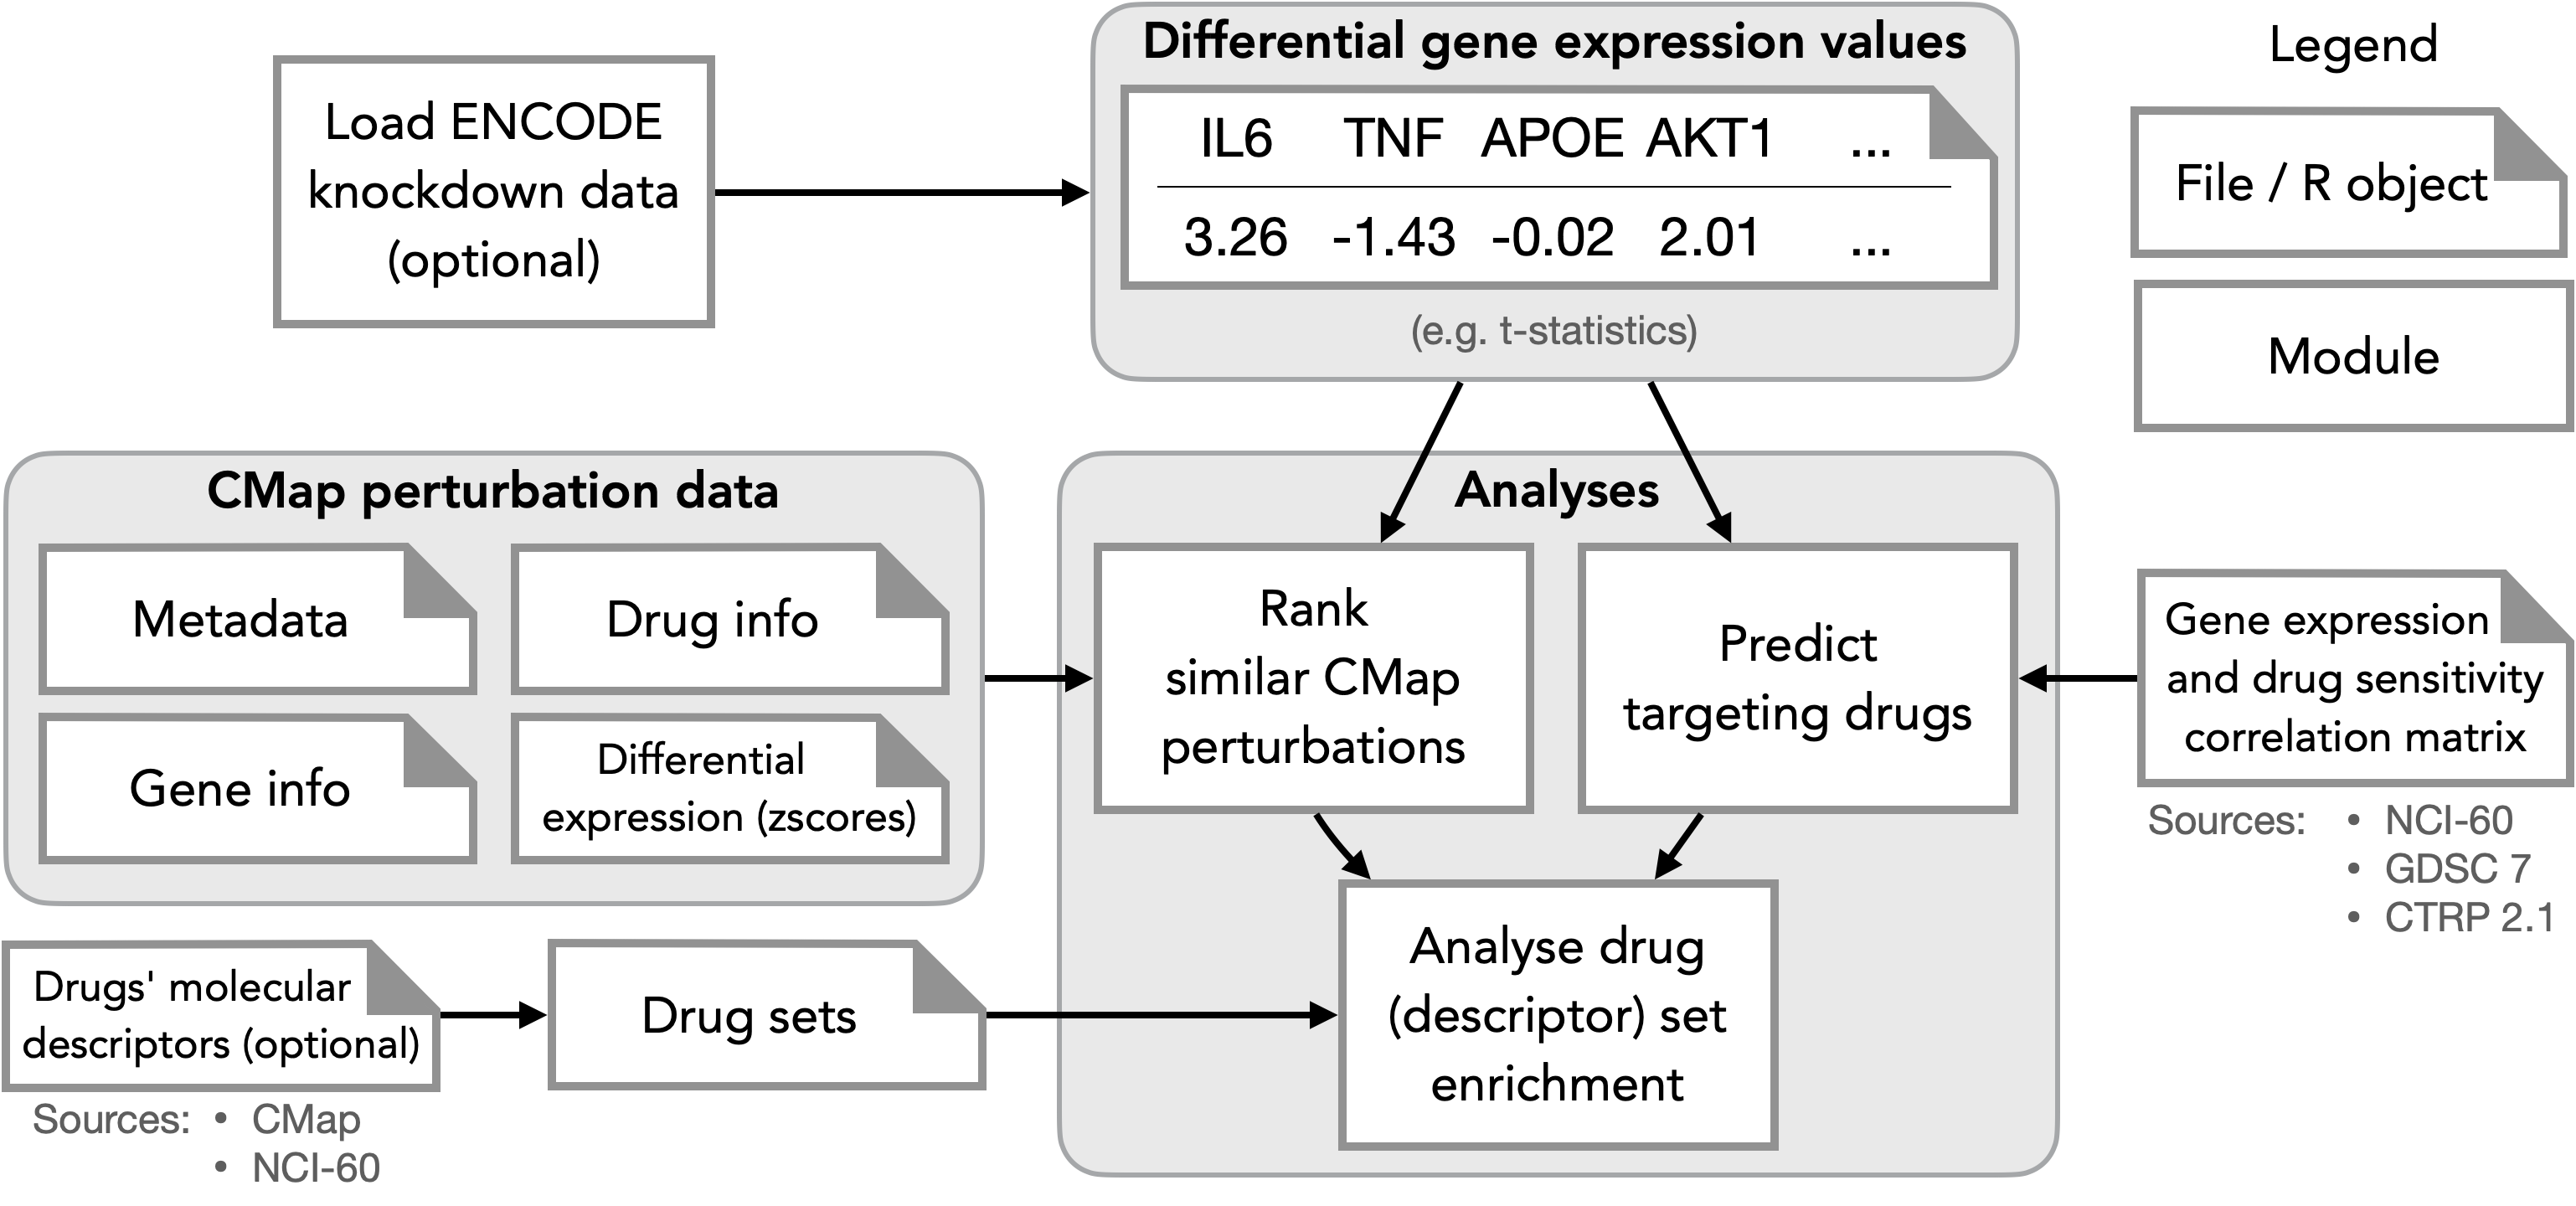 Load ENCODE
knockdown data
(optional)
Differential gene expression values
IL6 TNF APOE AKT1 ...
3.26 -1.43 -0.02 2.01 ...
(e.g. t-statistics)
Legend
File / R object
Module
CMap perturbation data
Metadata
Drug info
Gene info
Differential
expression (zscores)
Analyses
Rank
similar CMap
perturbations
Predict
targeting drugs
Gene expression
and drug sensitivity
correlation matrix
Sources: • NCI-60
• GDSC 7
• CTRP 2.1
Drugs' molecular
descriptors (optional)
Sources: • CMap
• NCI-60
Drug sets
Analyse drug
(descriptor) set
enrichment